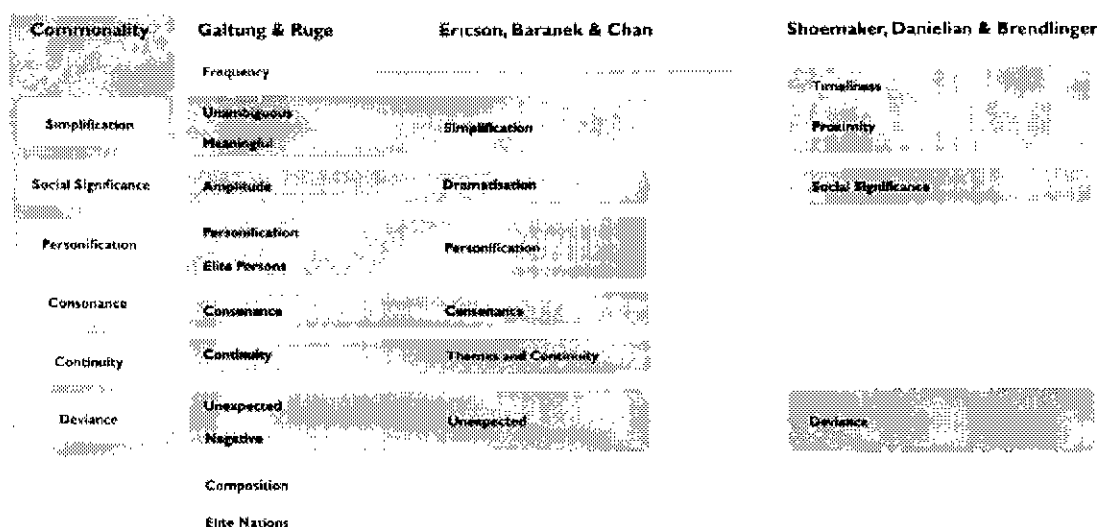 Commonality Galtung & Ruge Ericson, Baranek & Chan Shoemaker, Danielian & Brendlinger
Frequency
Timeliness
Unambiguous
Simplification Simplification Proximity
Meaningful
Social Significance Amplitude Dramatisation Social Significance
Personification
Personification Personification
Elite Persons
Consonance Consonance Consonance
Continuity Continuity Themes and Continuity
Unexpected
Deviance Unexpected Deviance
Negative
Composition
Elite Nations